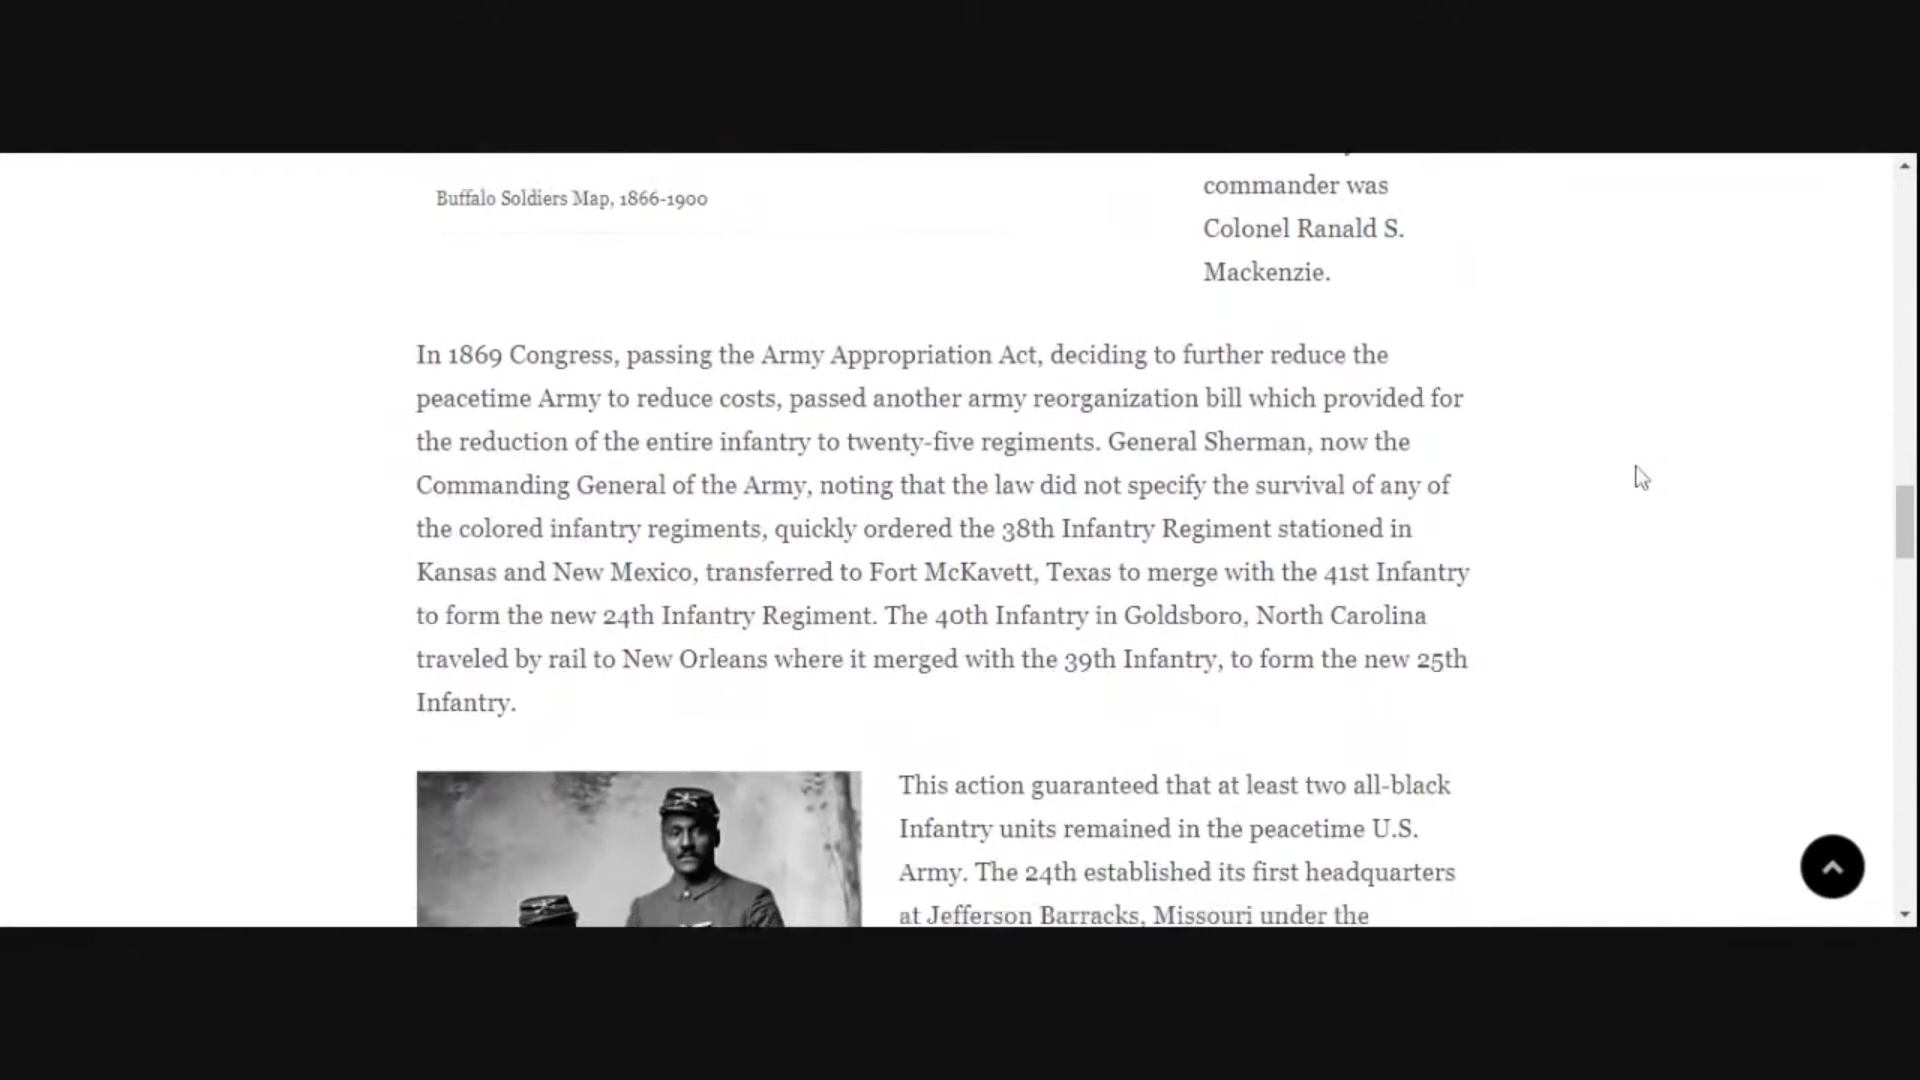 Buffalo Soldiers Map, 1866-1900
commander was
Colonel Ranald S.
Mackenzie.
In 1869 Congress, passing the Army Appropriation Act, deciding to further reduce the
peacetime Army to reduce costs, passed another army reorganization bill which provided for
the reduction of the entire infantry to twenty-five regiments. General Sherman, now the
Commanding General of the Army, noting that the law did not specify the survival of any of
the colored infantry regiments, quickly ordered the 38th Infantry Regiment stationed in
Kansas and New Mexico, transferred to Fort McKavett, Texas to merge with the 41st Infantry
to form the new 24th Infantry Regiment. The 40th Infantry in Goldsboro, North Carolina
traveled by rail to New Orleans where it merged with the 39th Infantry, to form the new 25th
Infantry.
This action guaranteed that at least two all-black
Infantry units remained in the peacetime U.S.
Army. The 24th established its first headquarters
at Jefferson Barracks, Missouri under the